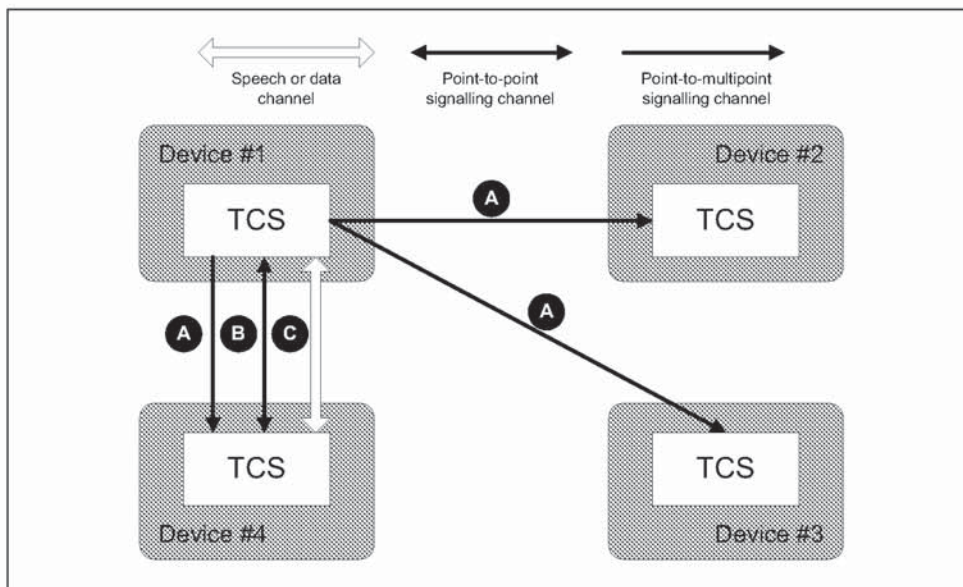 Speech or data
channel
Point-to-point
signalling channel
Point-to-multipoint
signalling channel
Device #1
TCS
Device #2
TCS
A
A
A
B
C
TCS
Device #4
TCS
Device #3